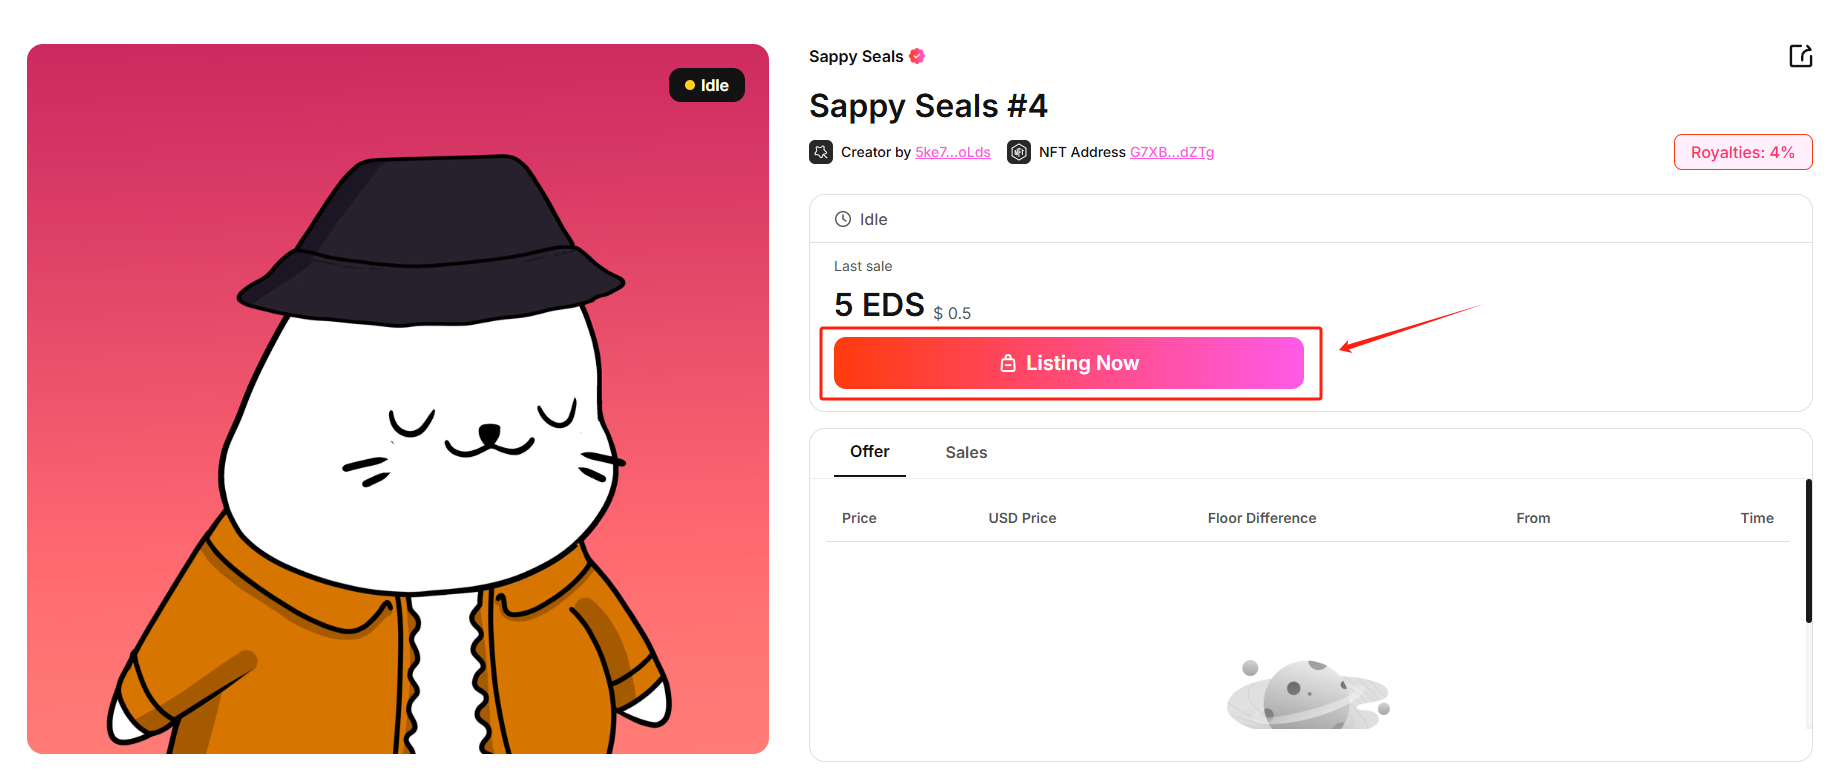 Idle
Sappy Seals
Sappy Seals #4
Creator by 5ke7...oLds NFT Address G7XB...dZTg
Royalties: 4%
Idle
Last sale
5 EDS $ 0.5
Listing Now
Offer Sales
Price USD Price Floor Difference From Time